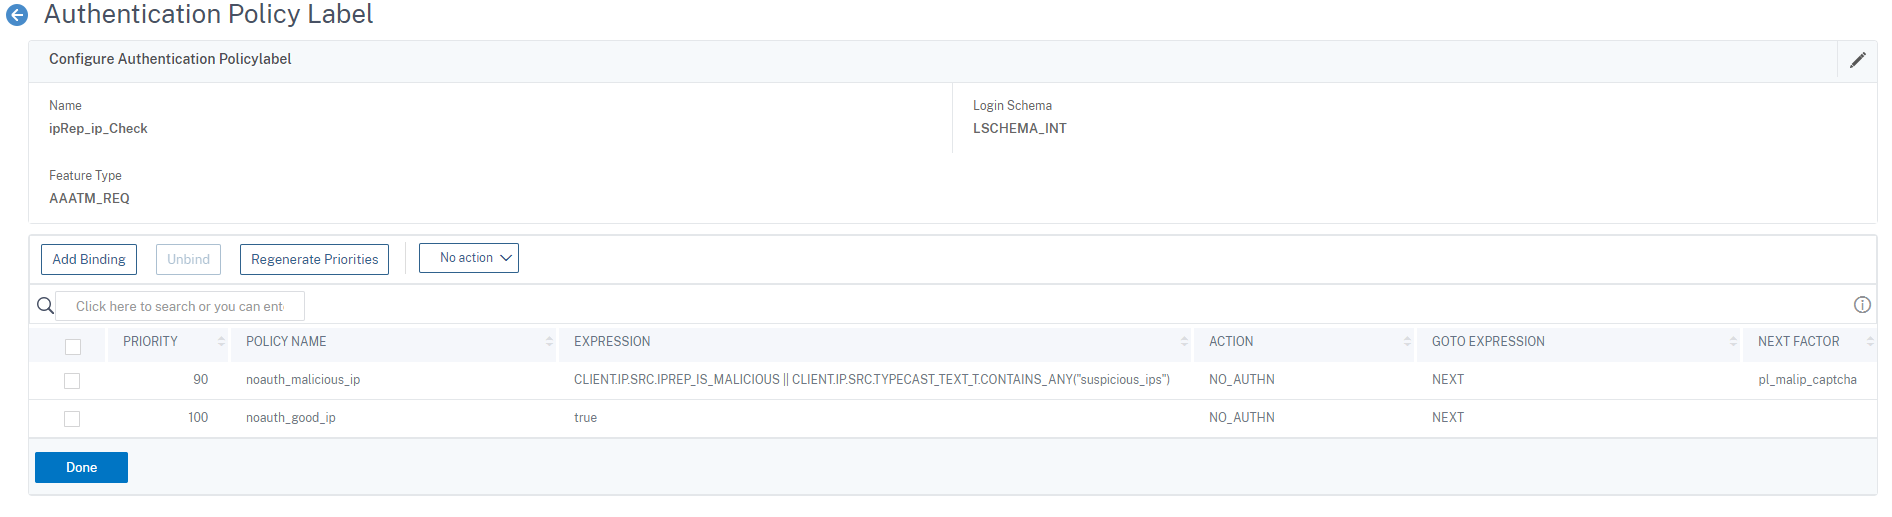 Authentication Policy Label
Configure Authentication Policylabel
Name
ipRep_ip_Check
Login Schema
LSCHEMA_INT
Feature Type
AAATM_REQ
Add Binding Unbind Regenerate Priorities No action
Click here to search or you can ent
PRIORITY POLICY NAME EXPRESSION ACTION GOTO EXPRESSION NEXT FACTOR
90 noauth_malicious_ip CLIENT.IP.SRC.IPREP_IS_MALICIOUS || CLIENT.IP.SRC.TYPECAST_TEXT_T.CONTAINS_ANY("suspicious_ips") NO_AUTHN NEXT pl_malip_captcha
100 noauth_good_ip true NO_AUTHN NEXT
Done